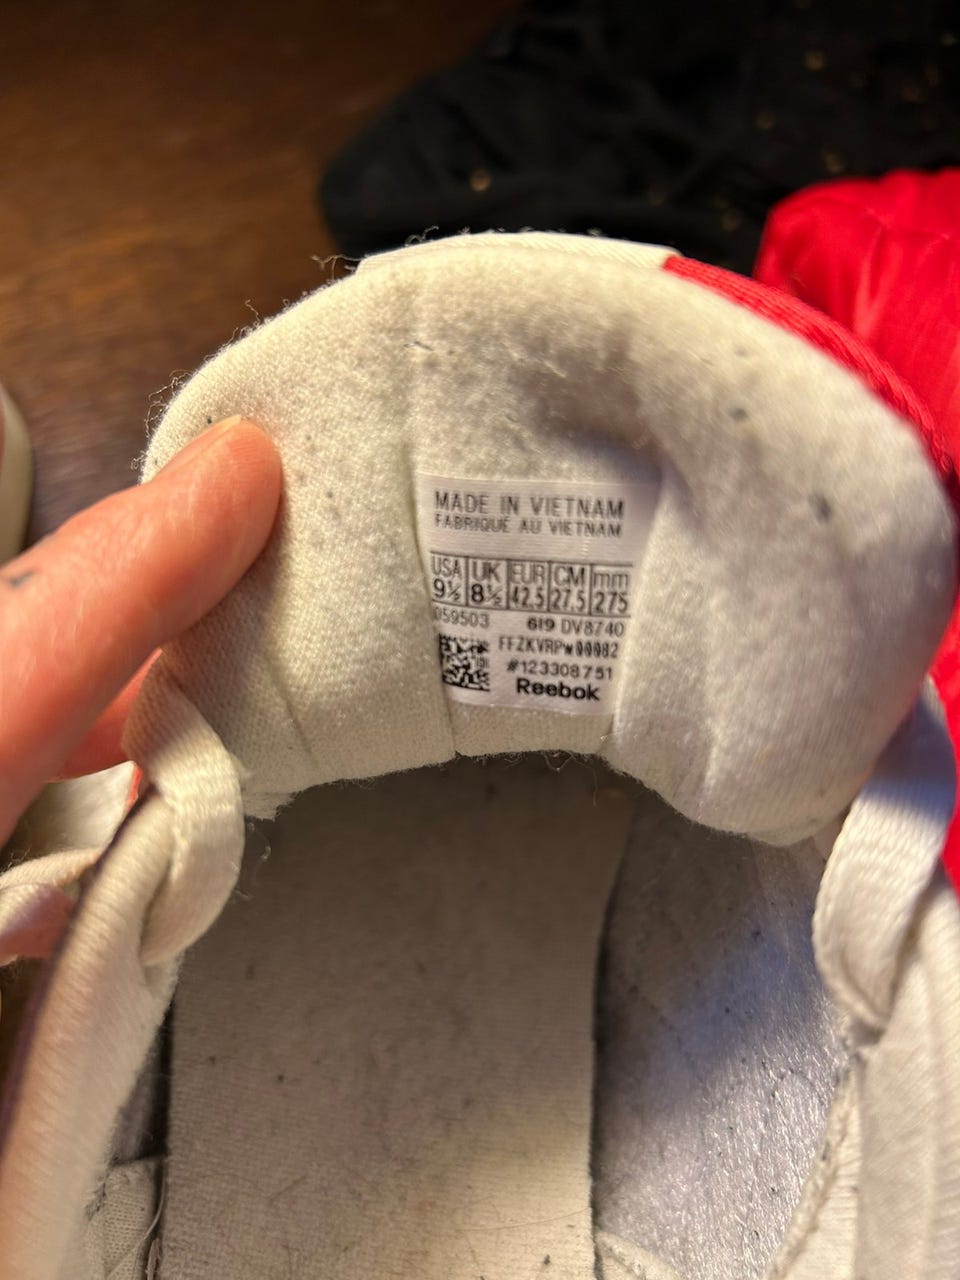 MADE IN VIETNAM
FABRIQUÉ AU VIETNAM
USA UK EUR CM mm
9½ 8½ 42.5 27.5 275
059503 619 DV8740
FFZKVRPw00082
#123308751
Reebok